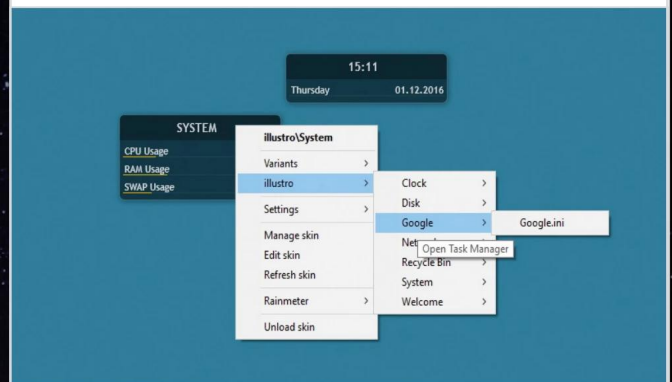 15:11
Thursday 01.12.2016
SYSTEM
CPU Usage
RAM Usage
SWAP Usage
illustro\System
Variants
illustro
Settings
Manage skin
Edit skin
Refresh skin
Rainmeter
Unload skin
Clock
Disk
Google
Recycle Bin
System
Welcome
Google.ini
Open Task Manager